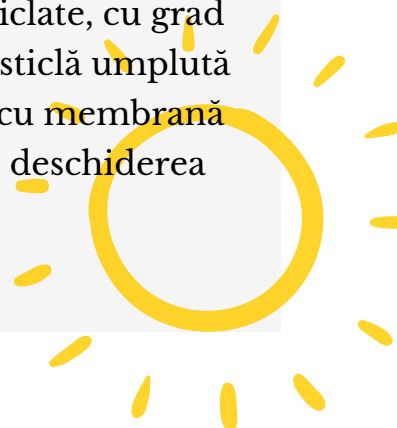 iclate, cu grad
sticlă umplută
cu membrană
deschiderea